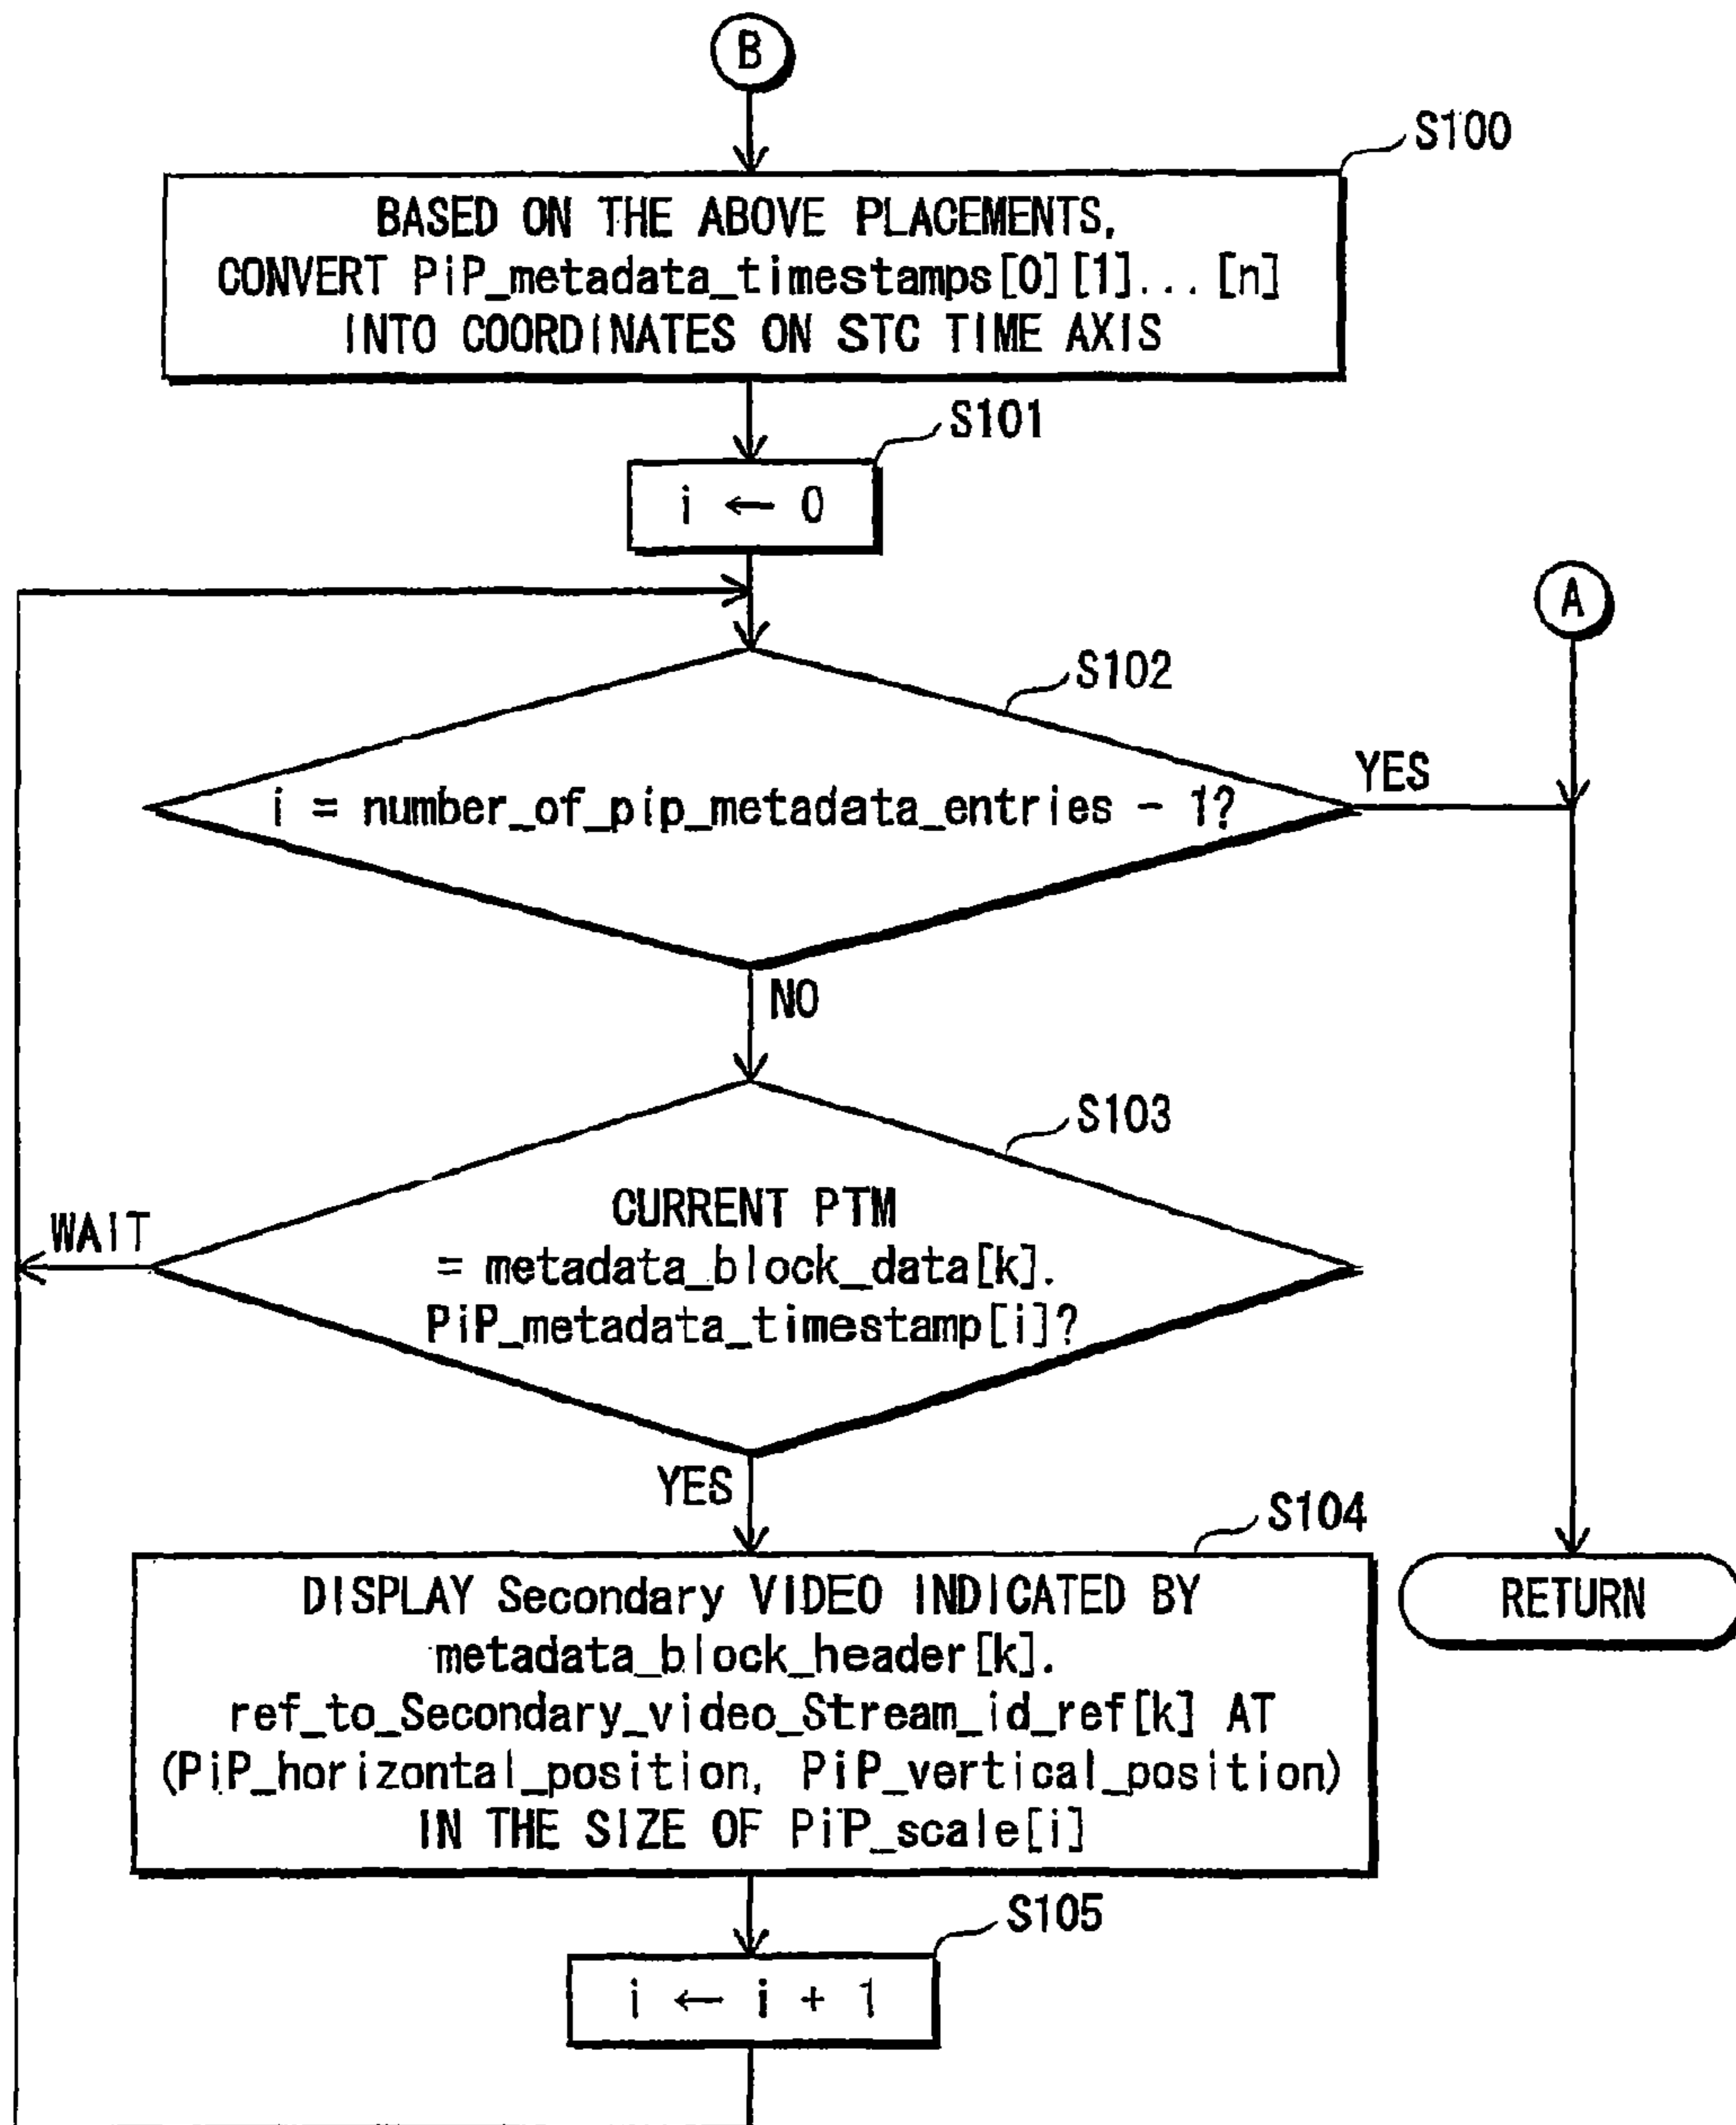 B
S100
BASED ON THE ABOVE PLACEMENTS,
CONVERT PiP_metadata_timestamps[0][1]...[n]
INTO COORDINATES ON STC TIME AXIS
S101
i ← 0
A
S102
YES
i = number_of_pip_metadata_entries - 1?
NO
S103
WAIT
CURRENT PTM
= metadata_block_data[k].
PiP_metadata_timestamp[i]?
YES
S104
DISPLAY Secondary VIDEO INDICATED BY
metadata_block_header[k].
ref_to_Secondary_video_Stream_id_ref[k] AT
(PiP_horizontal_position, PiP_vertical_position)
IN THE SIZE OF PiP_scale[i]
RETURN
S105
i ← i + 1